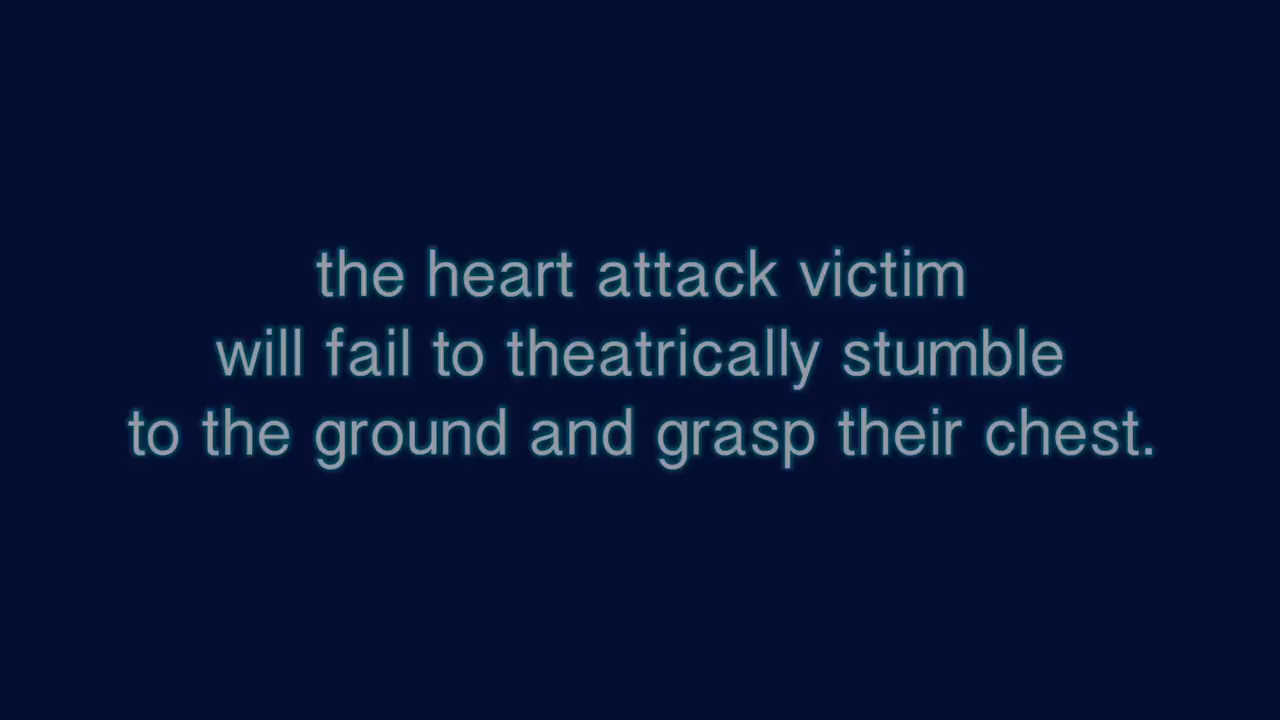 the heart attack victim
will fail to theatrically stumble
to the ground and grasp their chest.